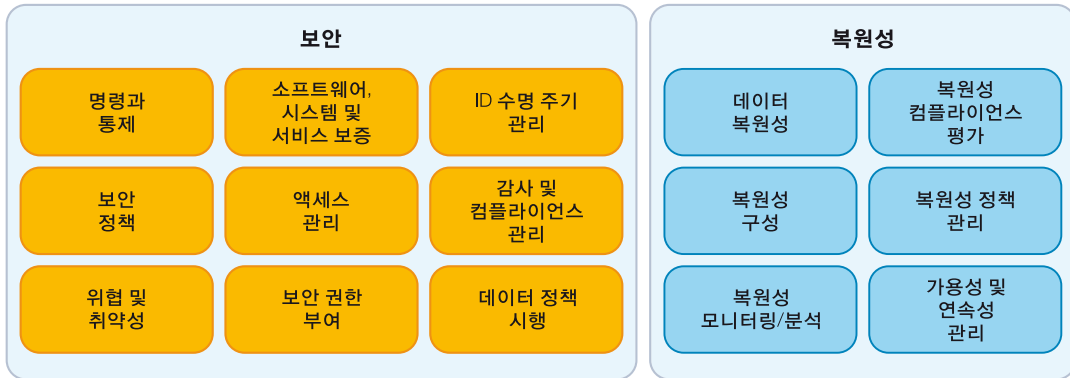 보안
명령과
통제
소프트웨어,
시스템 및
서비스 보증
ID 수명 주기
관리
보안
정책
액세스
관리
감사 및
컴플라이언스
관리
위협 및
취약성
보안 권한
부여
데이터 정책
시행
복원성
데이터
복원성
복원성
컴플라이언스
평가
복원성
구성
복원성 정책
관리
복원성
모니터링/분석
가용성 및
연속성
관리